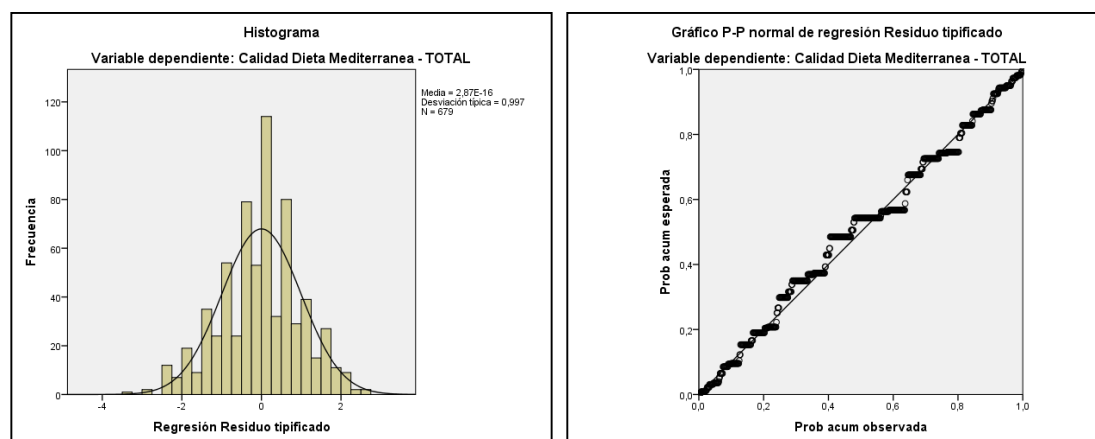 Histograma
Variable dependiente: Calidad Dieta Mediterranea - TOTAL
Media = 2,87E-16
Desviación típica = 0,997
N = 679
Frecuencia
120
100
80
60
40
20
0
-4
-2
0
2
Regresión Residuo tipificado
Gráfico P-P normal de regresión Residuo tipificado
Variable dependiente: Calidad Dieta Mediterranea - TOTAL
Prob acum esperada
1,0
0,8
0,6
0,4
0,2
0,0
0,0
0,2
0,4
0,6
0,8
1,0
Prob acum observada